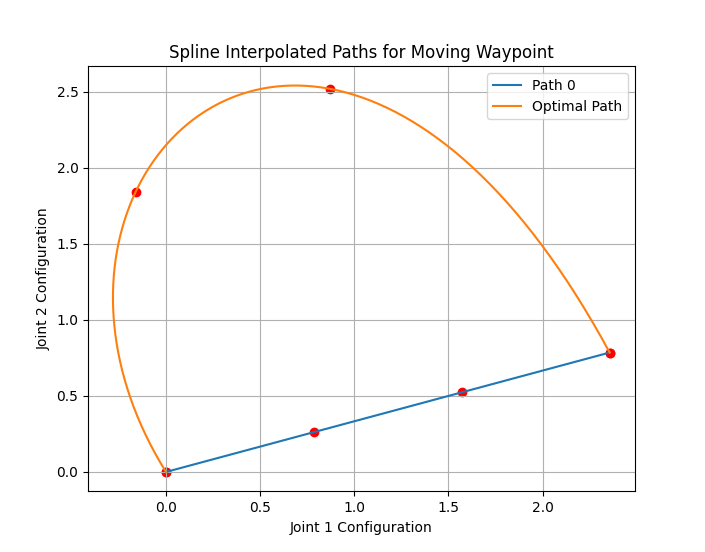 Spline Interpolated Paths for Moving Waypoint
Path 0
Optimal Path
Joint 2 Configuration
2.5
2.0
1.5
1.0
0.5
0.0
0.0 0.5 1.0 1.5 2.0
Joint 1 Configuration